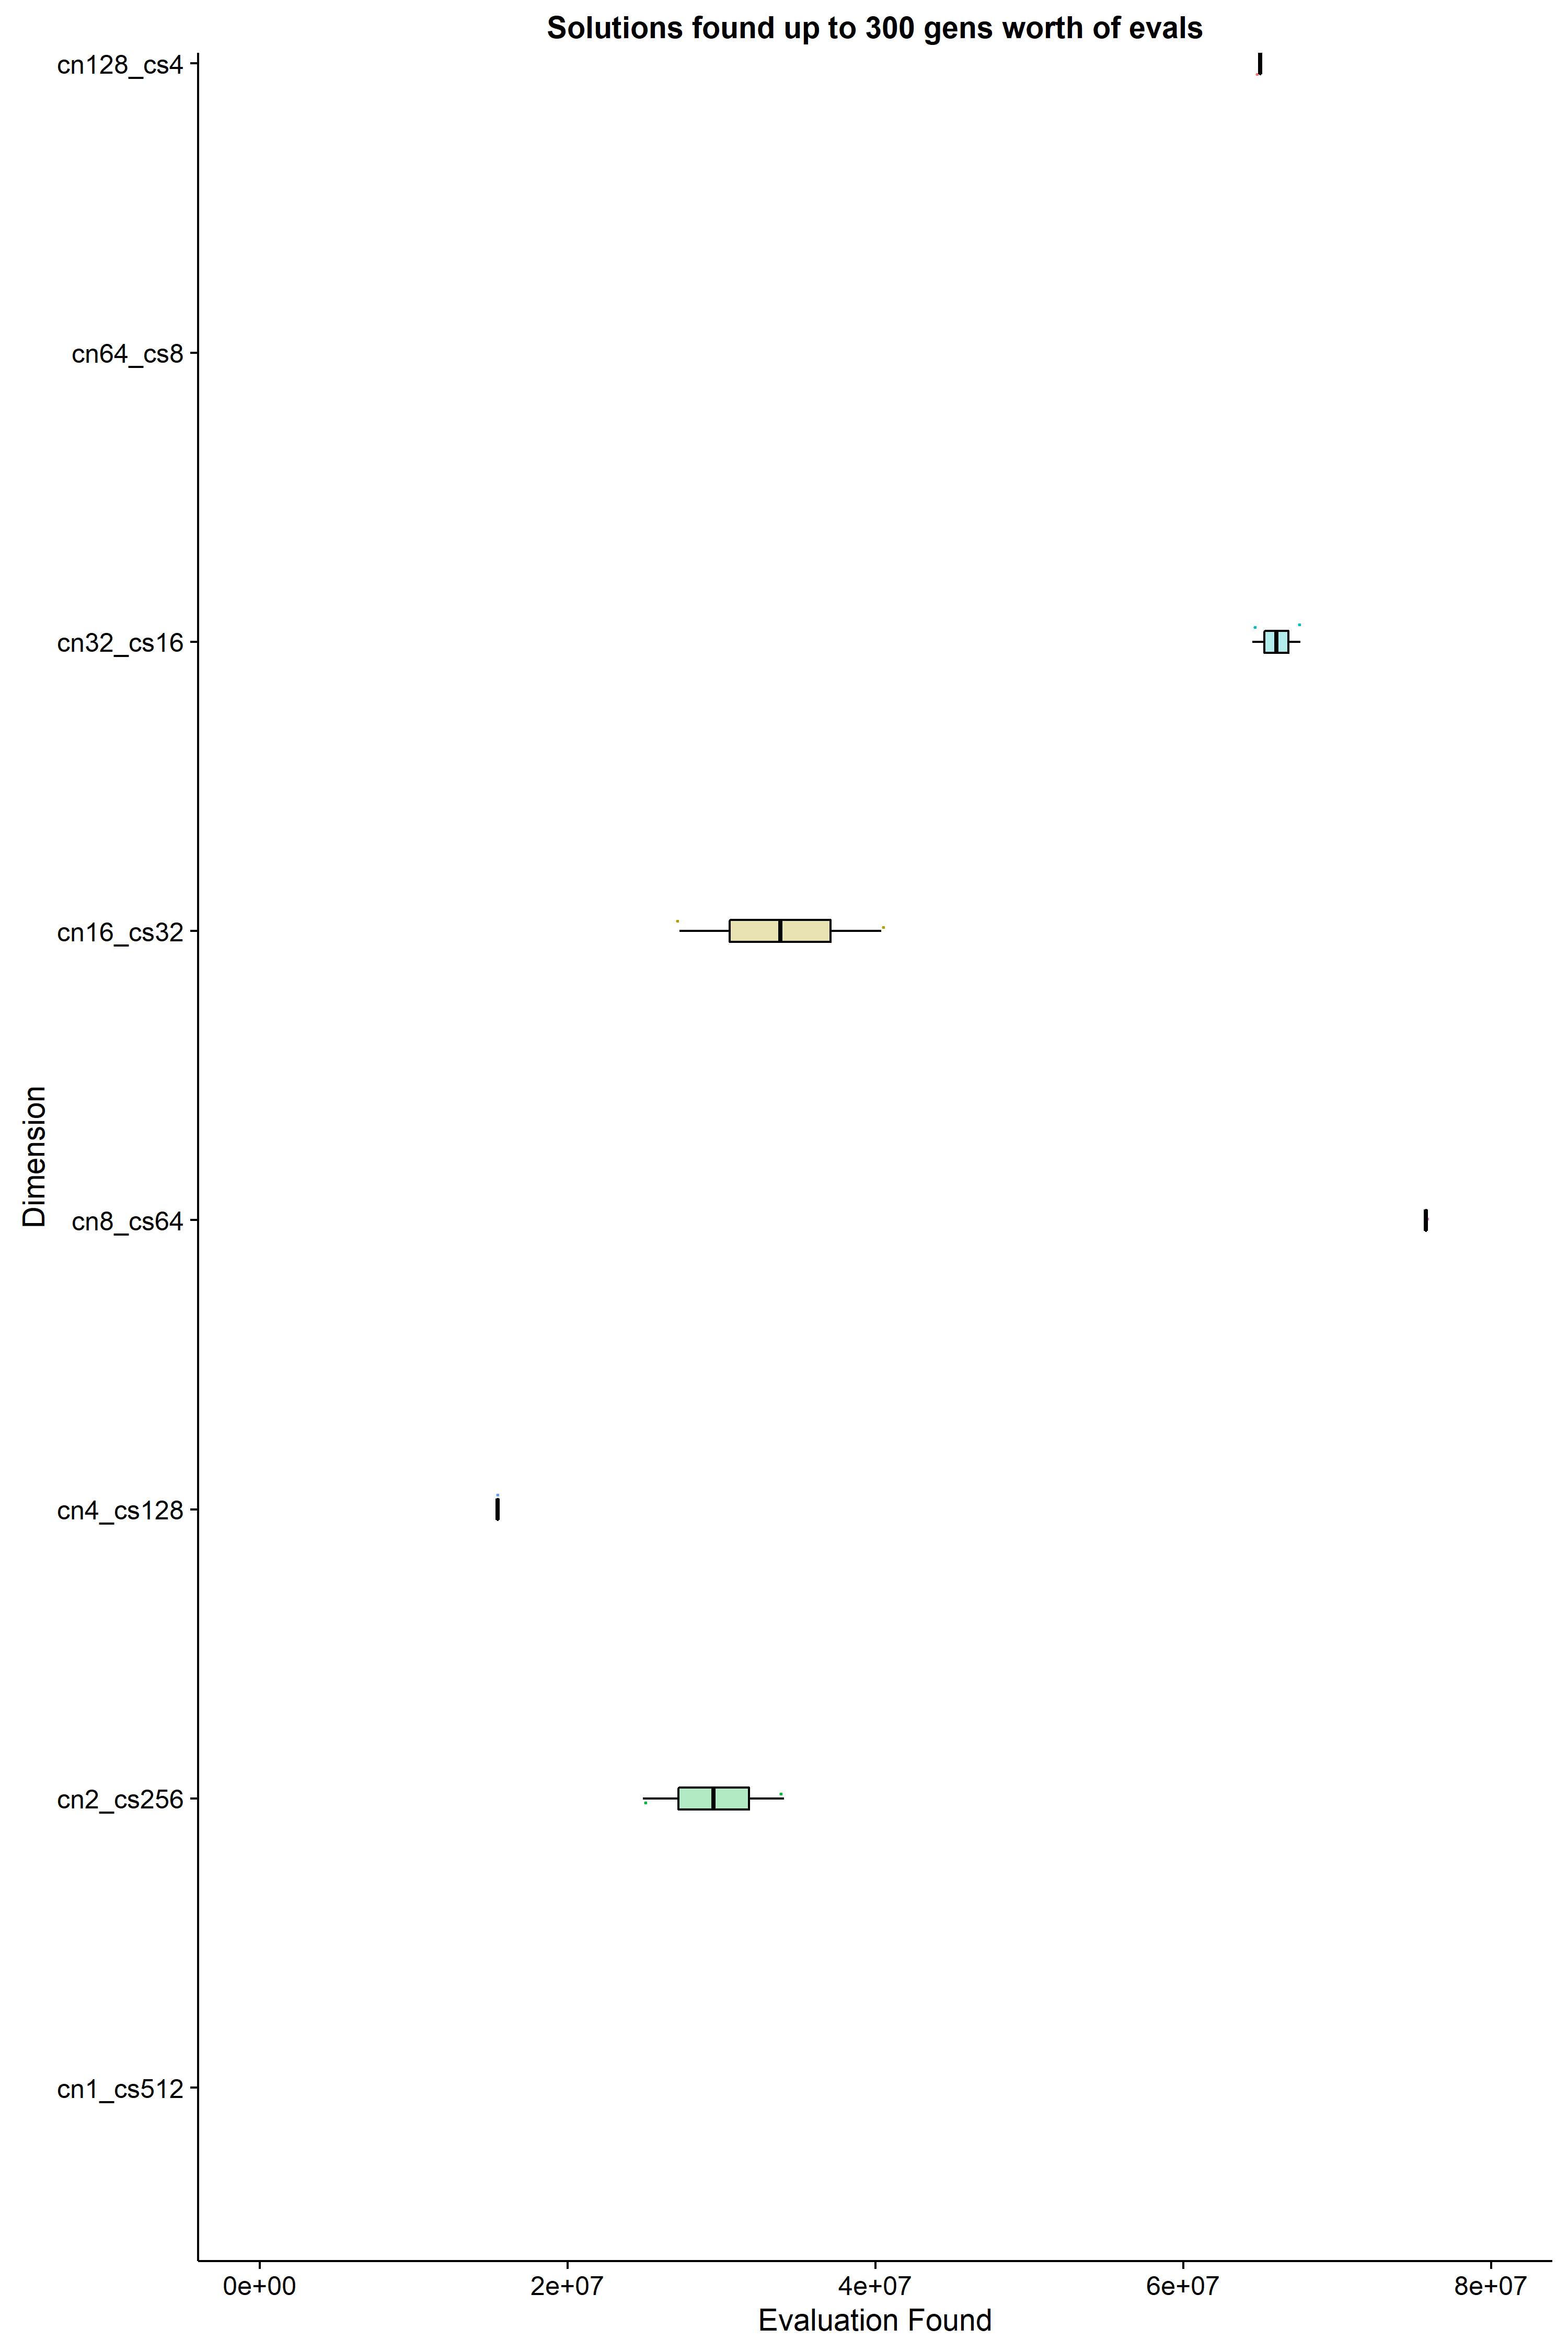 Solutions found up to 300 gens worth of evals
cn128_cs4
cn64_cs8
cn32_cs16
cn16_cs32
Dimension
cn8_cs64
cn4_cs128
cn2_cs256
cn1_cs512
0e+00 2e+07 4e+07 6e+07 8e+07
Evaluation Found